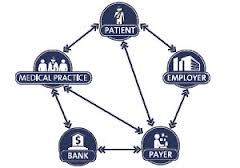 PATIENT
MEDICAL PRACTICE
EMPLOYER
$
BANK
PAYER